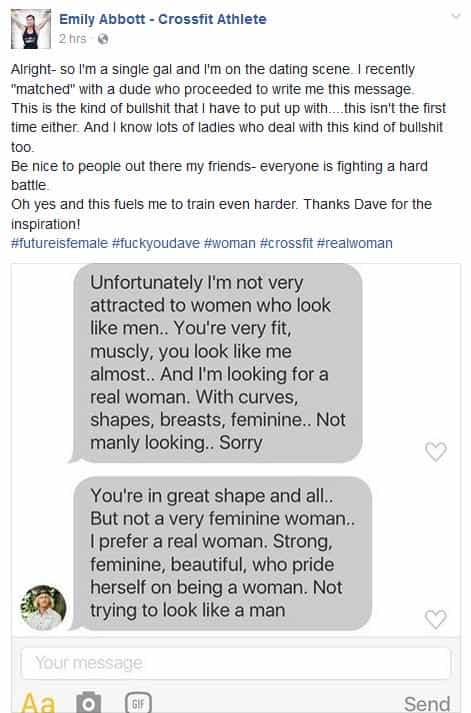 Emily Abbott - Crossfit Athlete
2 hrs ·
Alright- so I'm a single gal and I'm on the dating scene. I recently
"matched" with a dude who proceeded to write me this message.
This is the kind of bullshit that I have to put up with....this isn't the first
time either. And I know lots of ladies who deal with this kind of bullshit
too.
Be nice to people out there my friends- everyone is fighting a hard
battle.
Oh yes and this fuels me to train even harder. Thanks Dave for the
inspiration!
#futureisfemale #fuckyoudave #woman #crossfit #realwoman
Unfortunately I'm not very
attracted to women who look
like men.. You're very fit,
muscly, you look like me
almost.. And I'm looking for a
real woman. With curves,
shapes, breasts, feminine.. Not
manly looking.. Sorry
You're in great shape and all..
But not a very feminine woman..
I prefer a real woman. Strong,
feminine, beautiful, who pride
herself on being a woman. Not
trying to look like a man
Your message
Aa GIF Send